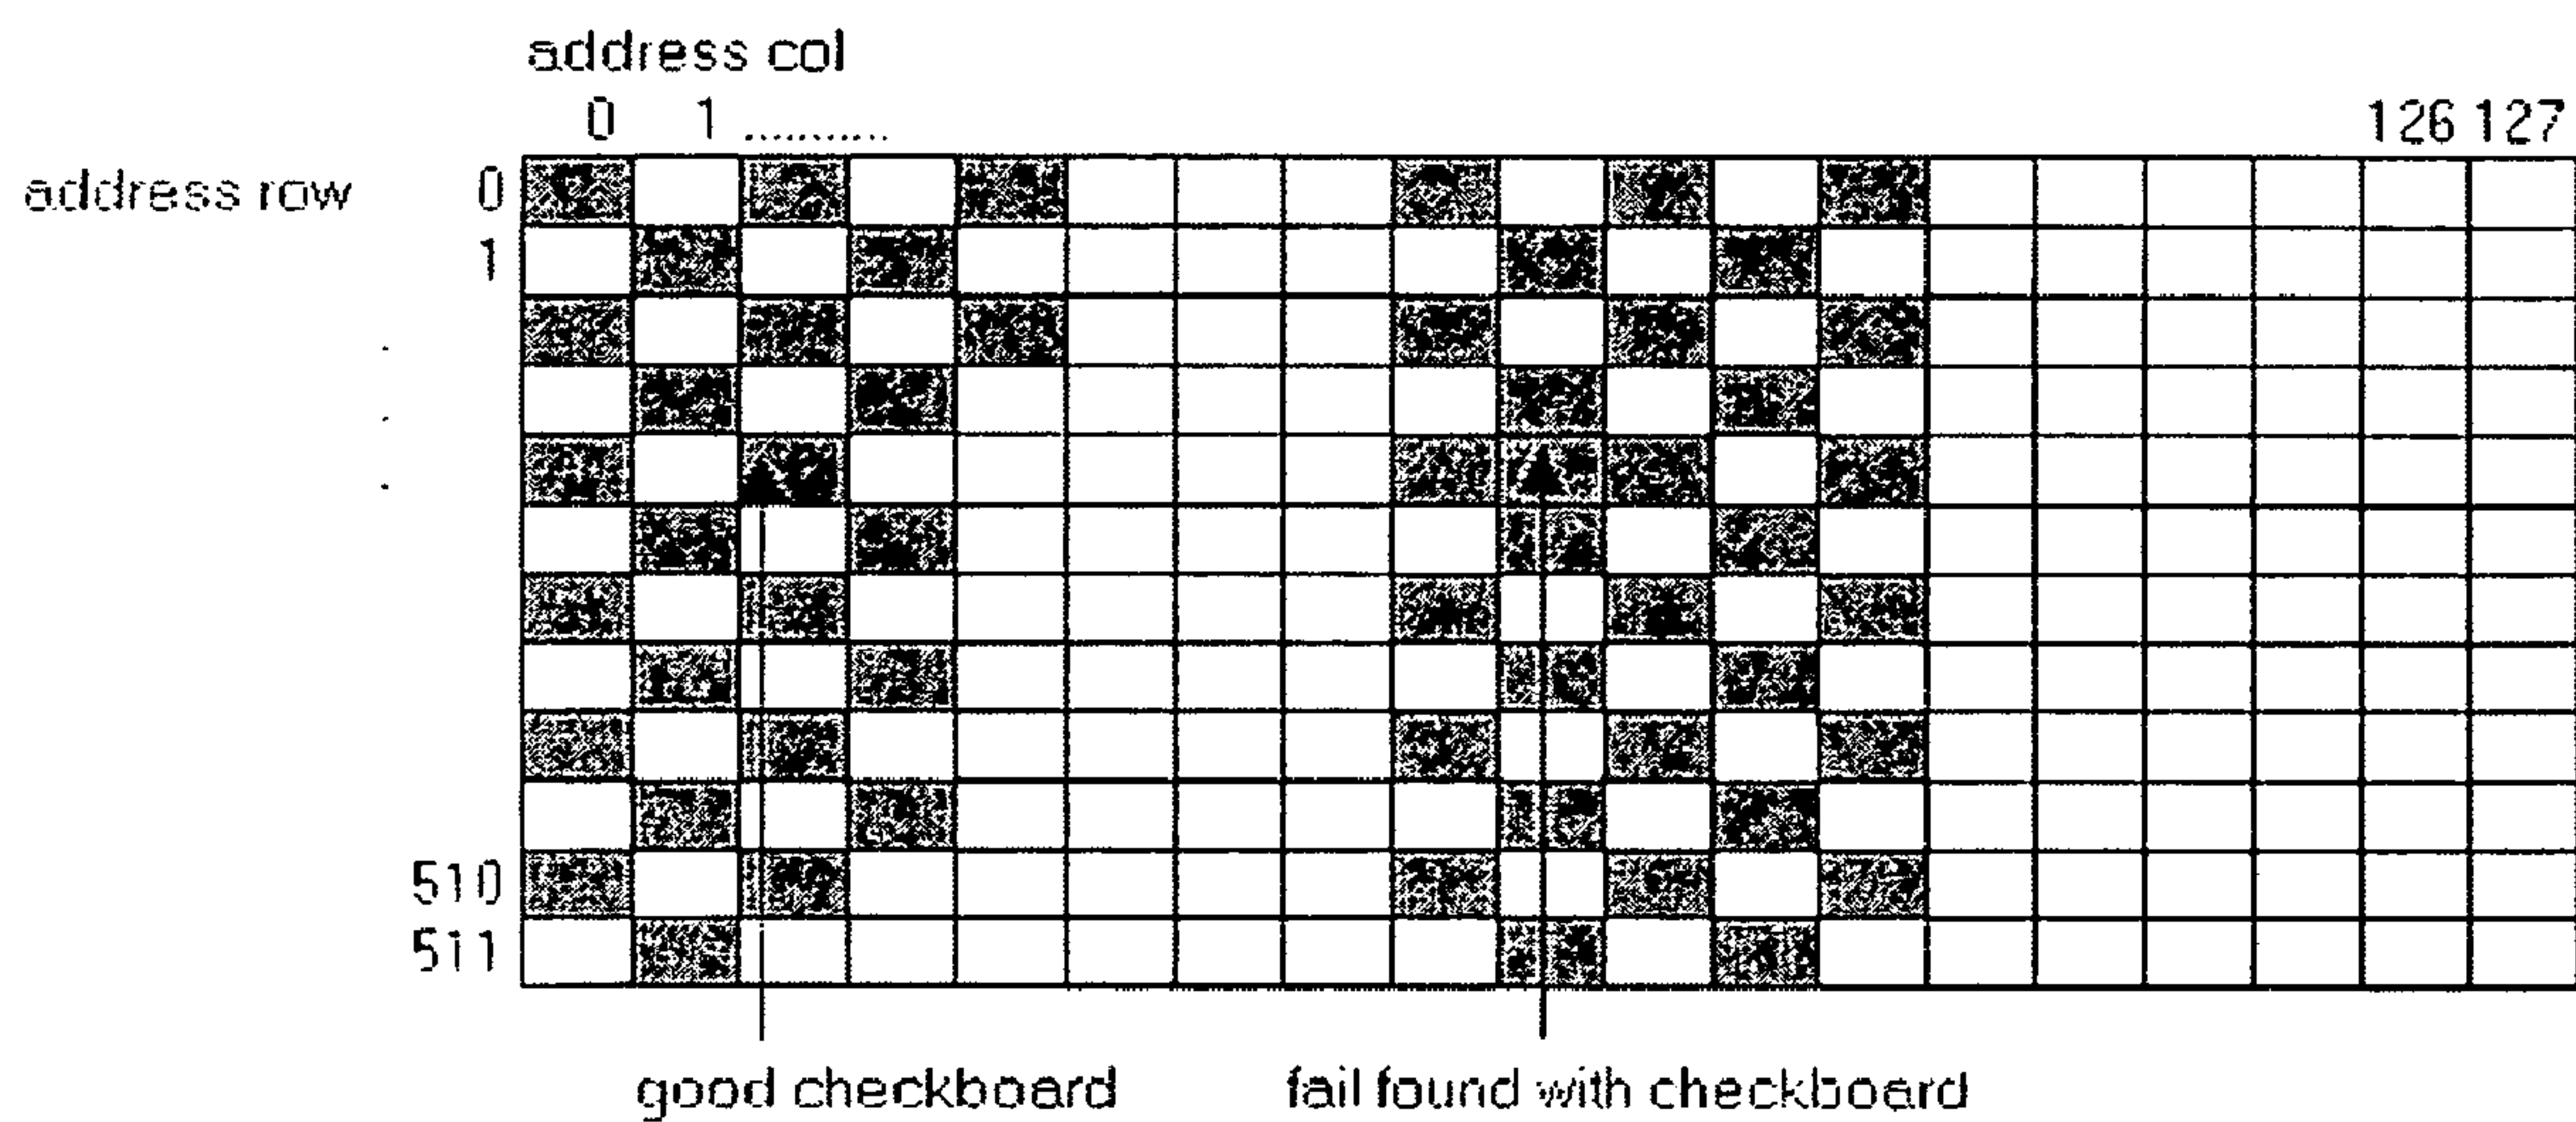 address col
0 1 .......... 126 127
address row 0
1
.
.
.
510
511
good checkboard fail found with checkboard